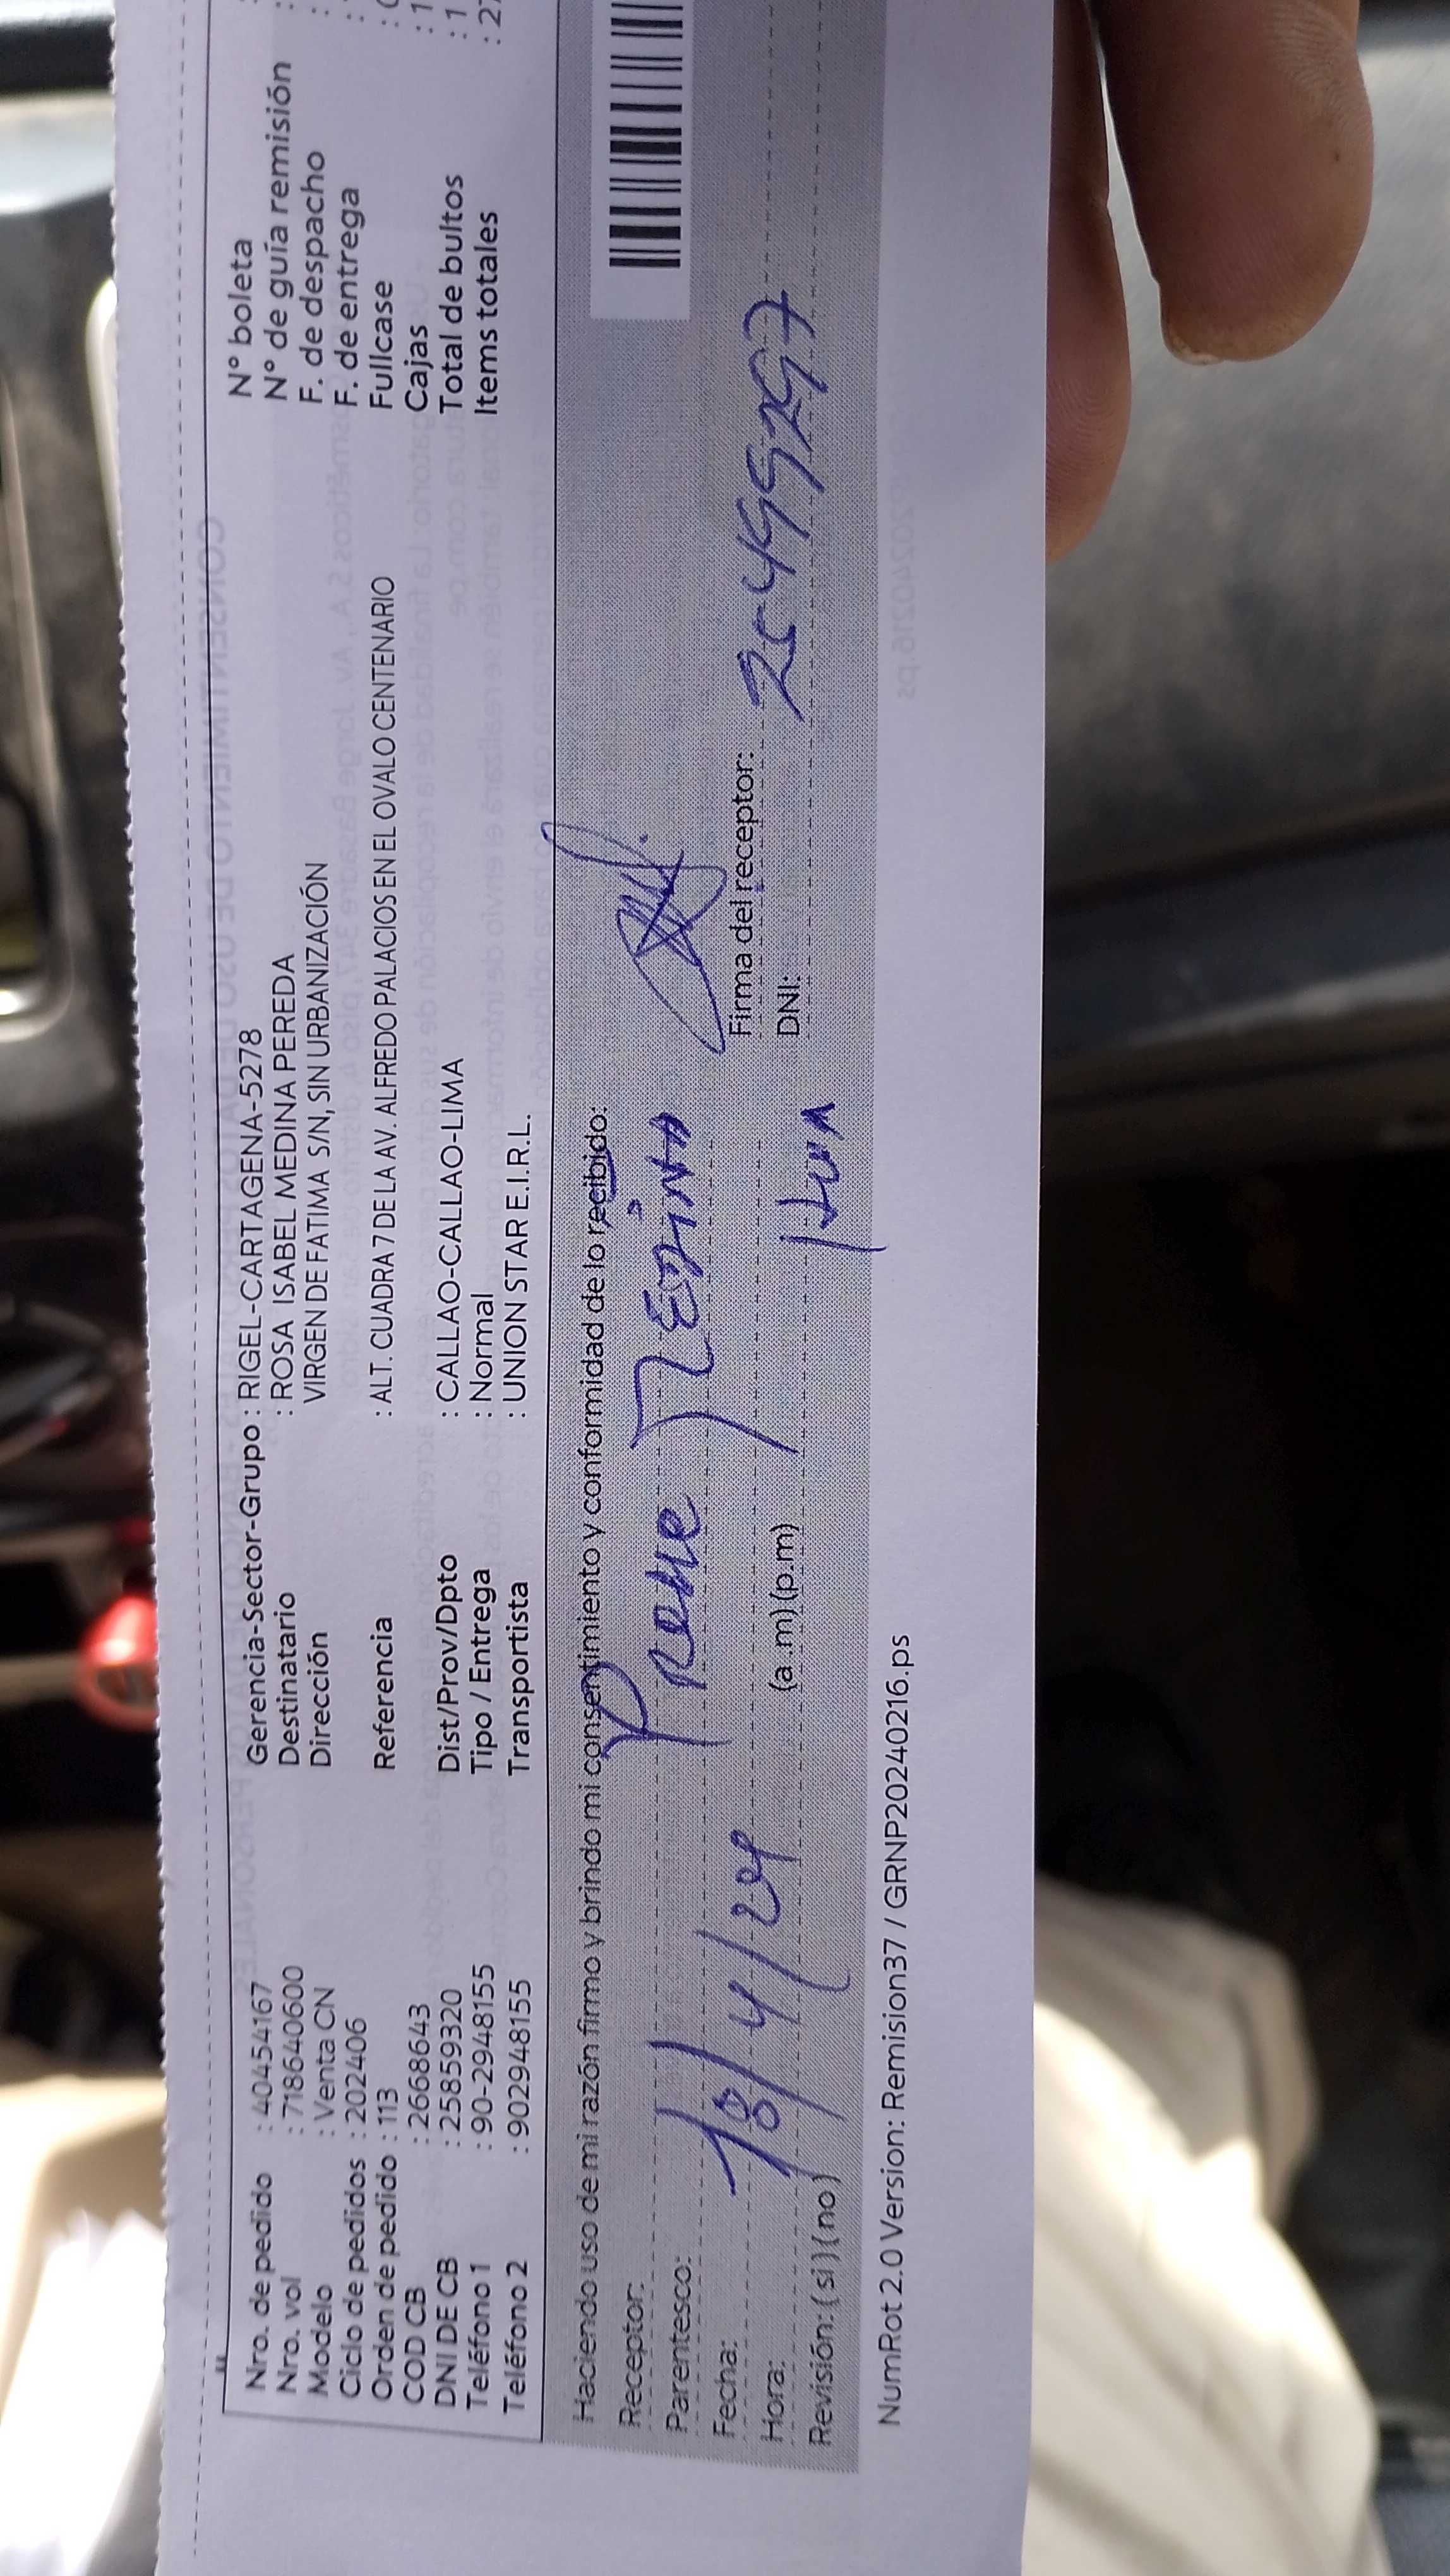 Nro. de pedido : 40454167
Nro. vol : 718640600
Modelo : Venta CN
Ciclo de pedidos : 202406
Orden de pedido : 113
COD CB : 2668643
DNI DE CB : 25859320
Teléfono 1 : 90-2948155
Teléfono 2 : 902948155
Gerencia-Sector-Grupo : RIGEL-CARTAGENA-5278
Destinatario : ROSA ISABEL MEDINA PEREDA
Dirección VIRGEN DE FATIMA S/N, SIN URBANIZACIÓN
Referencia : ALT. CUADRA 7 DE LA AV. ALFREDO PALACIOS EN EL OVALO CENTENARIO
Dist/Prov/Dpto : CALLAO-CALLAO-LIMA
Tipo / Entrega : Normal
Transportista : UNION STAR E.I.R.L.
N° boleta
N° de guía remisión
F. de despacho
F. de entrega
Fullcase
Cajas : 1
Total de bultos : 1
Items totales : 27
Haciendo uso de mi razón firmo y brindo mi consentimiento y conformidad de lo recibido:
Receptor:
Parentesco:
Fecha: 18/4/24
Hora: (a.m)(p.m)
Revisión: (si)(no)
Firma del receptor:
DNI: 25499297
NumRot 2.0 Version: Remision37 / GRNP20240216.ps